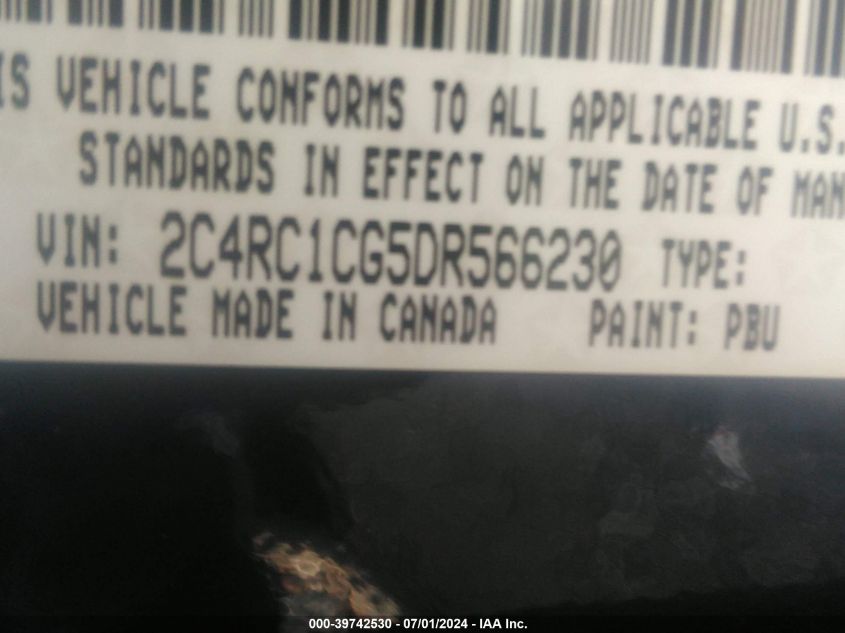 IS VEHICLE CONFORMS TO ALL APPLICABLE U.S.
STANDARDS IN EFFECT ON THE DATE OF MAN
VIN: 2C4RC1CG5DR566230 TYPE:
VEHICLE MADE IN CANADA PAINT: PBU
000-39742530 - 07/01/2024 - IAA Inc.